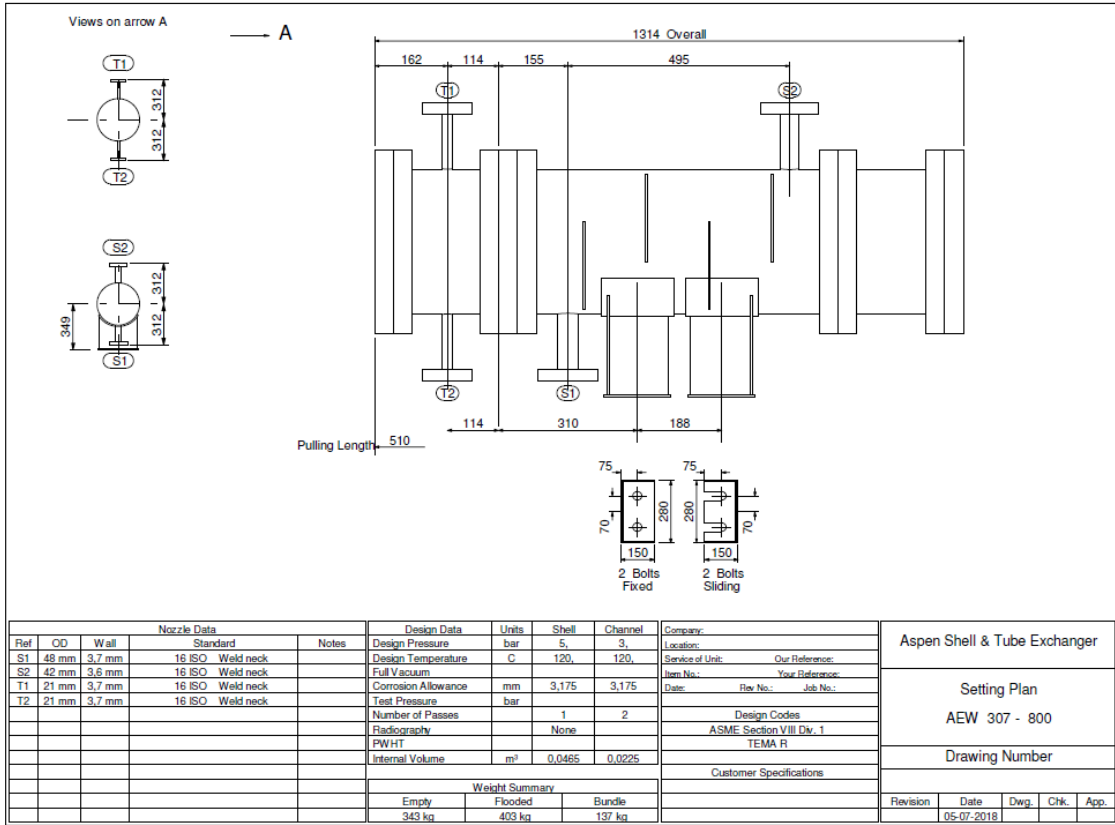 Views on arrow A
A
T1
312
312
T2
S2
349
312
312
S1
1314 Overall
162 114 155 495
T1 S2
T2 S1
114 310 188
Pulling Length 510
75 75
70 280 280 70
150 150
2 Bolts Fixed
2 Bolts Sliding
Nozzle Data
Ref OD Wall Standard Notes
S1 48 mm 3,7 mm 16 ISO Weld neck
S2 42 mm 3,6 mm 16 ISO Weld neck
T1 21 mm 3,7 mm 16 ISO Weld neck
T2 21 mm 3,7 mm 16 ISO Weld neck
Design Data Units Shell Channel
Design Pressure bar 5, 3,
Design Temperature C 120, 120,
Full Vacuum
Corrosion Allowance mm 3,175 3,175
Test Pressure bar
Number of Passes 1 2
Radiography None
PWHT
Internal Volume m³ 0,0465 0,0225
Weight Summary
Empty Flooded Bundle
343 kg 403 kg 137 kg
Company:
Location:
Service of Unit: Our Reference:
Item No.: Your Reference:
Date: Rev No.: Job No.:
Design Codes
ASME Section VIII Div. 1
TEMA R
Customer Specifications
Aspen Shell & Tube Exchanger
Setting Plan
AEW 307 - 800
Drawing Number
Revision Date Dwg. Chk. App.
05-07-2018